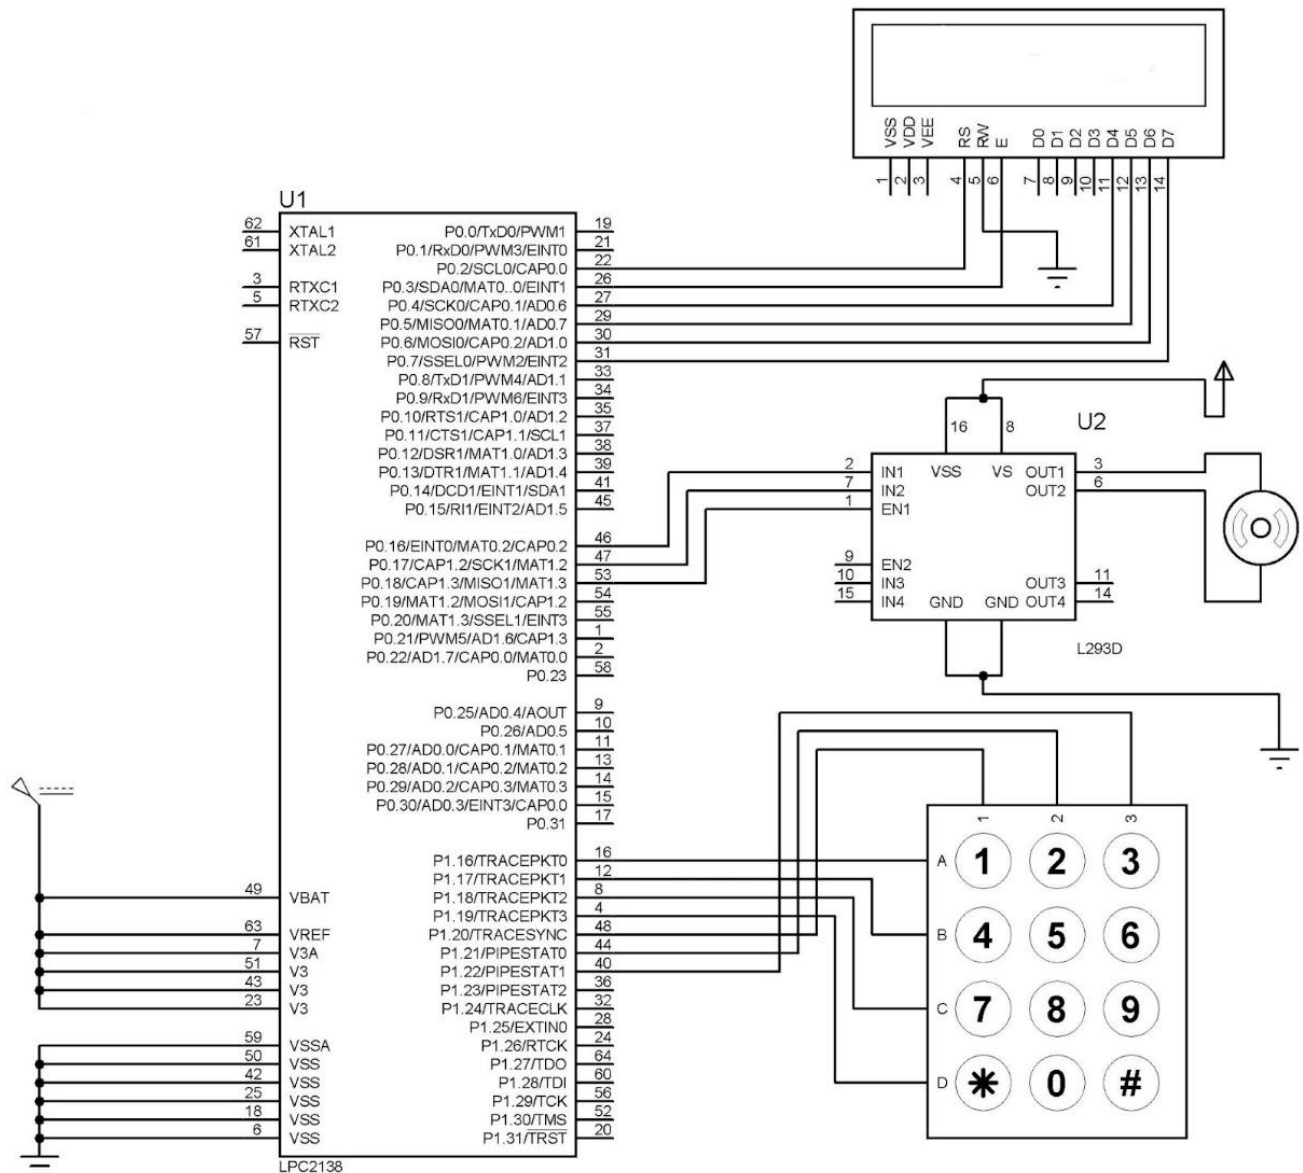 VSS VDD VEE RS RW E D0 D1 D2 D3 D4 D5 D6 D7
1 2 3 4 5 6 7 8 9 10 11 12 13 14
U1
62 XTAL1 P0.0/TxD0/PWM1 19
61 XTAL2 P0.1/RxD0/PWM3/EINT0 21
P0.2/SCL0/CAP0.0 22
3 RTXC1 P0.3/SDA0/MAT0..0/EINT1 26
5 RTXC2 P0.4/SCK0/CAP0.1/AD0.6 27
P0.5/MISO0/MAT0.1/AD0.7 29
57 RST P0.6/MOSI0/CAP0.2/AD1.0 30
P0.7/SSEL0/PWM2/EINT2 31
P0.8/TxD1/PWM4/AD1.1 33
P0.9/RxD1/PWM6/EINT3 34
P0.10/RTS1/CAP1.0/AD1.2 35
P0.11/CTS1/CAP1.1/SCL1 37
P0.12/DSR1/MAT1.0/AD1.3 38
P0.13/DTR1/MAT1.1/AD1.4 39
P0.14/DCD1/EINT1/SDA1 41
P0.15/RI1/EINT2/AD1.5 45
P0.16/EINT0/MAT0.2/CAP0.2 46
P0.17/CAP1.2/SCK1/MAT1.2 47
P0.18/CAP1.3/MISO1/MAT1.3 53
P0.19/MAT1.2/MOSI1/CAP1.2 54
P0.20/MAT1.3/SSEL1/EINT3 55
P0.21/PWM5/AD1.6/CAP1.3 1
P0.22/AD1.7/CAP0.0/MAT0.0 2
P0.23 58
P0.25/AD0.4/AOUT 9
P0.26/AD0.5 10
P0.27/AD0.0/CAP0.1/MAT0.1 11
P0.28/AD0.1/CAP0.2/MAT0.2 13
P0.29/AD0.2/CAP0.3/MAT0.3 14
P0.30/AD0.3/EINT3/CAP0.0 15
P0.31 17
P1.16/TRACEPKT0 16
P1.17/TRACEPKT1 12
49 VBAT P1.18/TRACEPKT2 8
P1.19/TRACEPKT3 4
63 VREF P1.20/TRACESYNC 48
7 V3A P1.21/PIPESTAT0 44
51 V3 P1.22/PIPESTAT1 40
43 V3 P1.23/PIPESTAT2 36
23 V3 P1.24/TRACECLK 32
P1.25/EXTIN0 28
59 VSSA P1.26/RTCK 24
50 VSS P1.27/TDO 64
42 VSS P1.28/TDI 60
25 VSS P1.29/TCK 56
18 VSS P1.30/TMS 52
6 VSS P1.31/TRST 20
LPC2138
U2
16 8
2 IN1 VSS VS OUT1 3
7 IN2 OUT2 6
1 EN1
9 EN2
10 IN3 OUT3 11
15 IN4 GND GND OUT4 14
L293D
1 2 3
A 1 2 3
B 4 5 6
C 7 8 9
D * 0 #